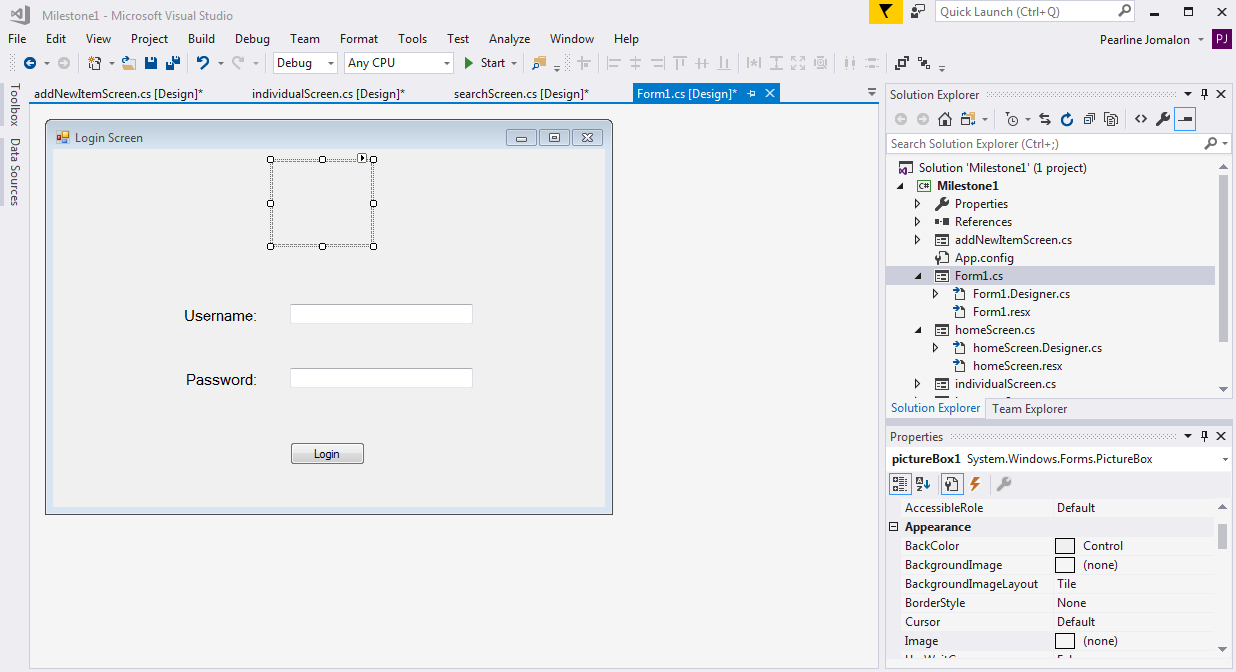 Milestone1 - Microsoft Visual Studio
Quick Launch (Ctrl+Q)
File Edit View Project Build Debug Team Format Tools Test Analyze Window Help
Pearline Jomalon PJ
Debug Any CPU Start
Toolbox
Data Sources
addNewItemScreen.cs [Design]* individualScreen.cs [Design]* searchScreen.cs [Design]* Form1.cs [Design]*
Login Screen
Username:
Password:
Login
Solution Explorer
Search Solution Explorer (Ctrl+;)
Solution 'Milestone1' (1 project)
C# Milestone1
Properties
References
addNewItemScreen.cs
App.config
Form1.cs
Form1.Designer.cs
Form1.resx
homeScreen.cs
homeScreen.Designer.cs
homeScreen.resx
individualScreen.cs
Solution Explorer Team Explorer
Properties
pictureBox1 System.Windows.Forms.PictureBox
AccessibleRole Default
Appearance
BackColor Control
BackgroundImage (none)
BackgroundImageLayout Tile
BorderStyle None
Cursor Default
Image (none)